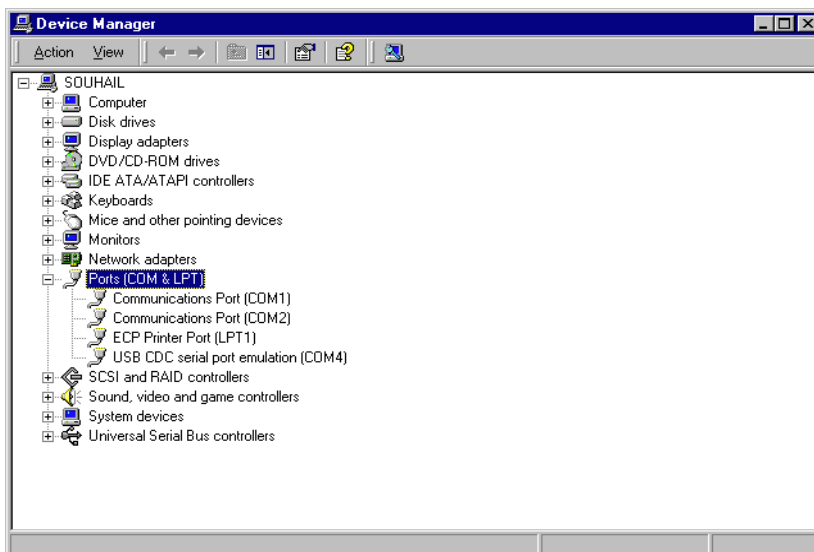 Device Manager
Action View
SOUHAIL
Computer
Disk drives
Display adapters
DVD/CD-ROM drives
IDE ATA/ATAPI controllers
Keyboards
Mice and other pointing devices
Monitors
Network adapters
Ports (COM & LPT)
Communications Port (COM1)
Communications Port (COM2)
ECP Printer Port (LPT1)
USB CDC serial port emulation (COM4)
SCSI and RAID controllers
Sound, video and game controllers
System devices
Universal Serial Bus controllers